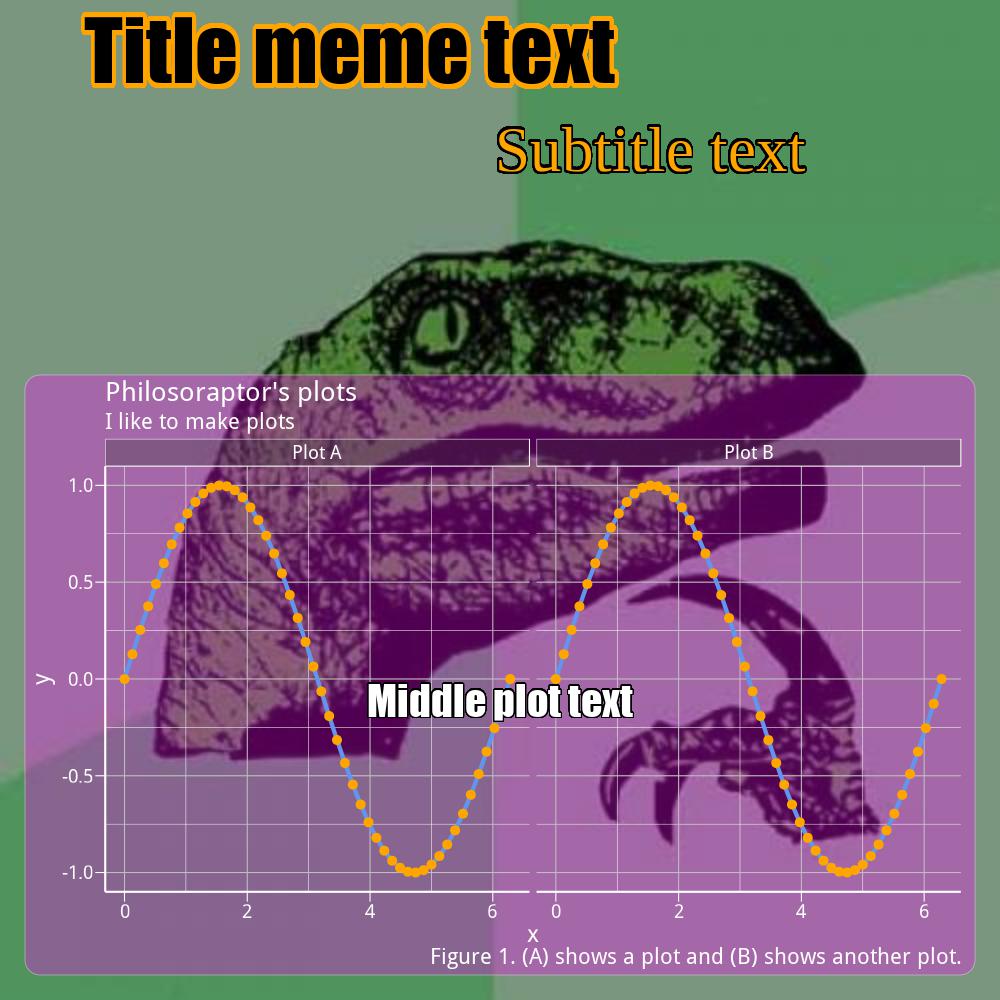 Title meme text
Subtitle text
Philosoraptor's plots
I like to make plots
Plot A
Plot B
1.0
0.5
0.0
-0.5
-1.0
y
Middle plot text
0 2 4 6 0 2 4 6
x
Figure 1. (A) shows a plot and (B) shows another plot.